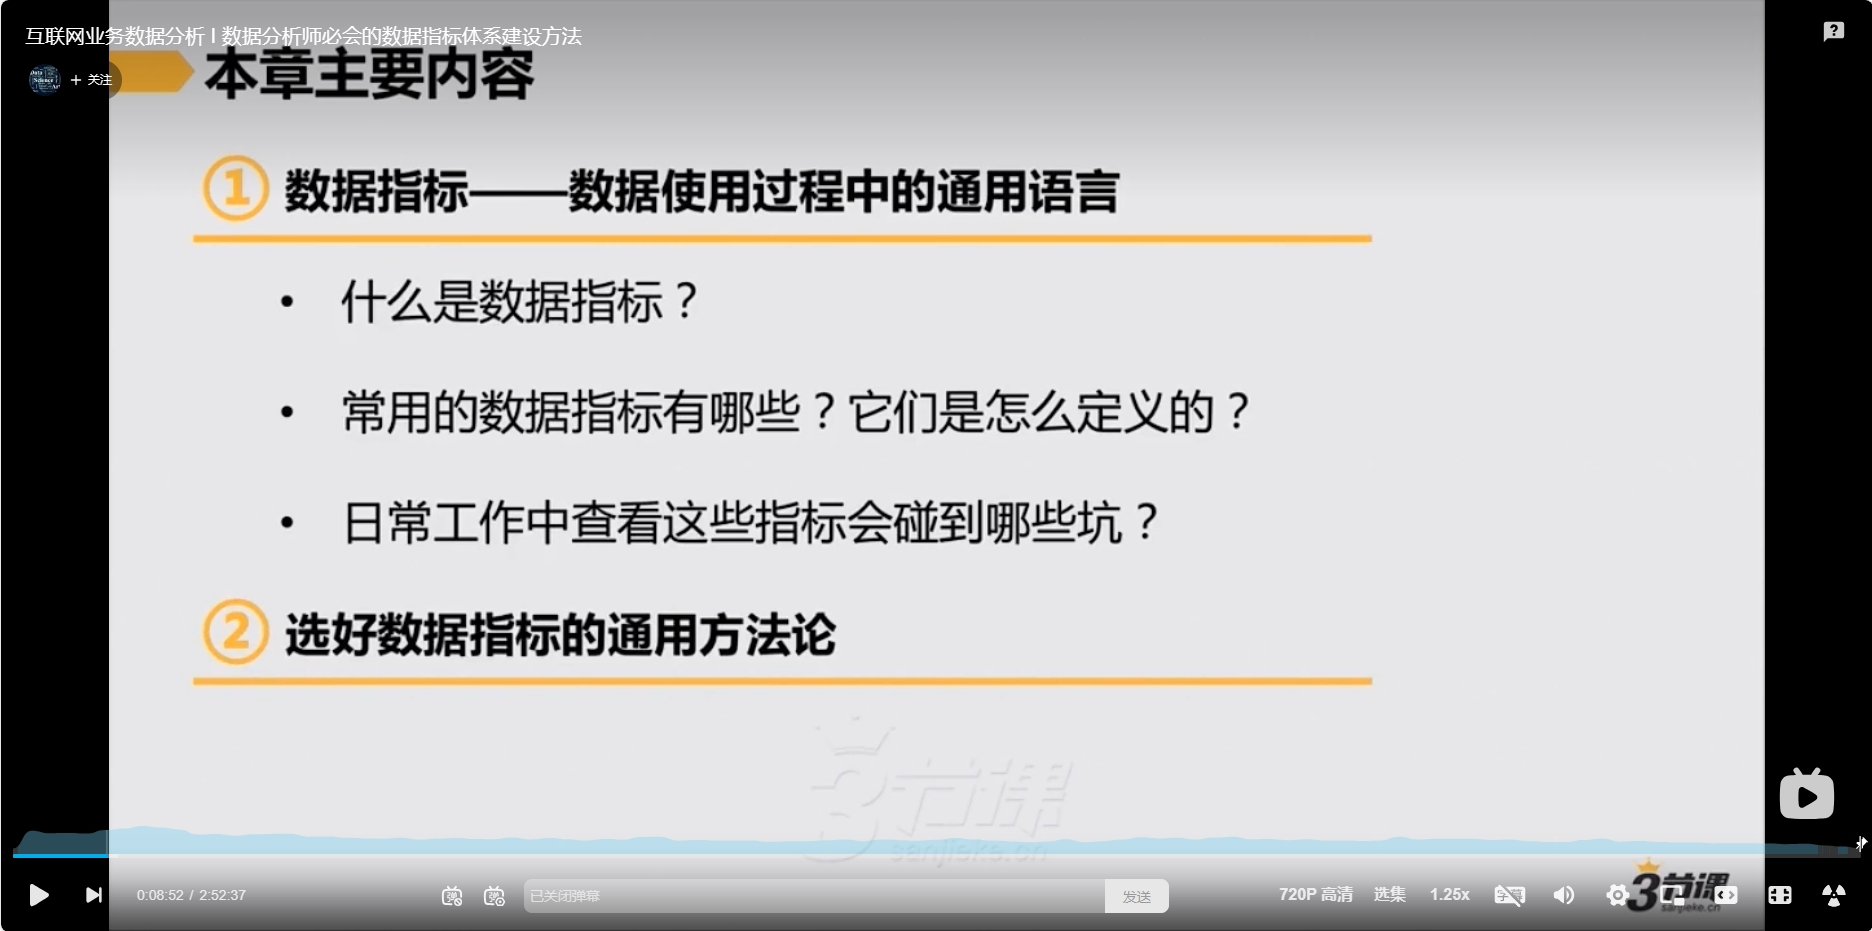 互联网业务数据分析 l 数据分析师必会的数据指标体系建设方法
+ 关注
本章主要内容
① 数据指标——数据使用过程中的通用语言
• 什么是数据指标？
• 常用的数据指标有哪些？它们是怎么定义的？
• 日常工作中查看这些指标会碰到哪些坑？
② 选好数据指标的通用方法论
3节课
sanjieke.cn
0:08:52 / 2:52:37
已关闭弹幕
发送
720P 高清
选集
1.25x
3节课
sanjieke.cn